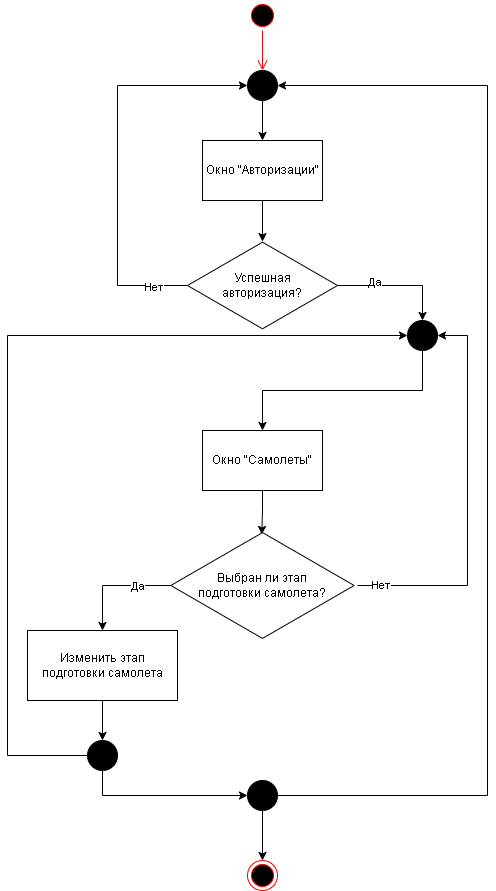 Окно "Авторизации"
Успешная
авторизация?
Нет
Да
Окно "Самолеты"
Выбран ли этап
подготовки самолета?
Да
Нет
Изменить этап
подготовки самолета